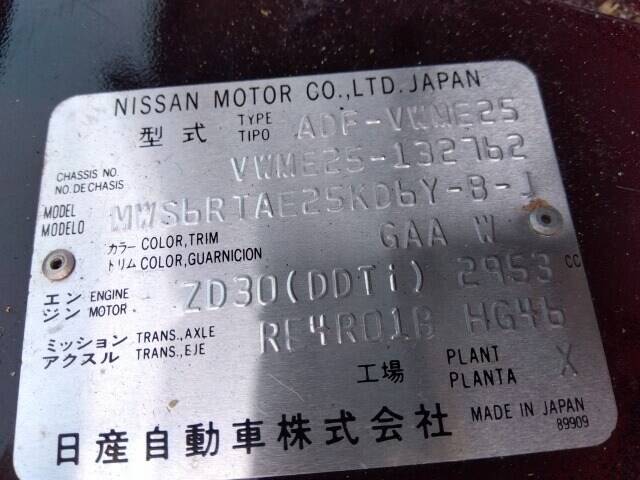 NISSAN MOTOR CO.,LTD. JAPAN
型式 TYPE TIPO ADF-VWME25
CHASSIS NO. NO.DE CHASIS VWME25-132762
MODEL MODELO MWS6RTAE25KD6Y-B-J
カラー COLOR,TRIM
トリム COLOR,GUARNICION GAA W
エンジン ENGINE MOTOR ZD30(DDTi) 2953 CC
ミッション TRANS.,AXLE
アクスル TRANS.,EJE RE4R01B HG46
工場 PLANT PLANTA X
日産自動車株式会社 MADE IN JAPAN
89909